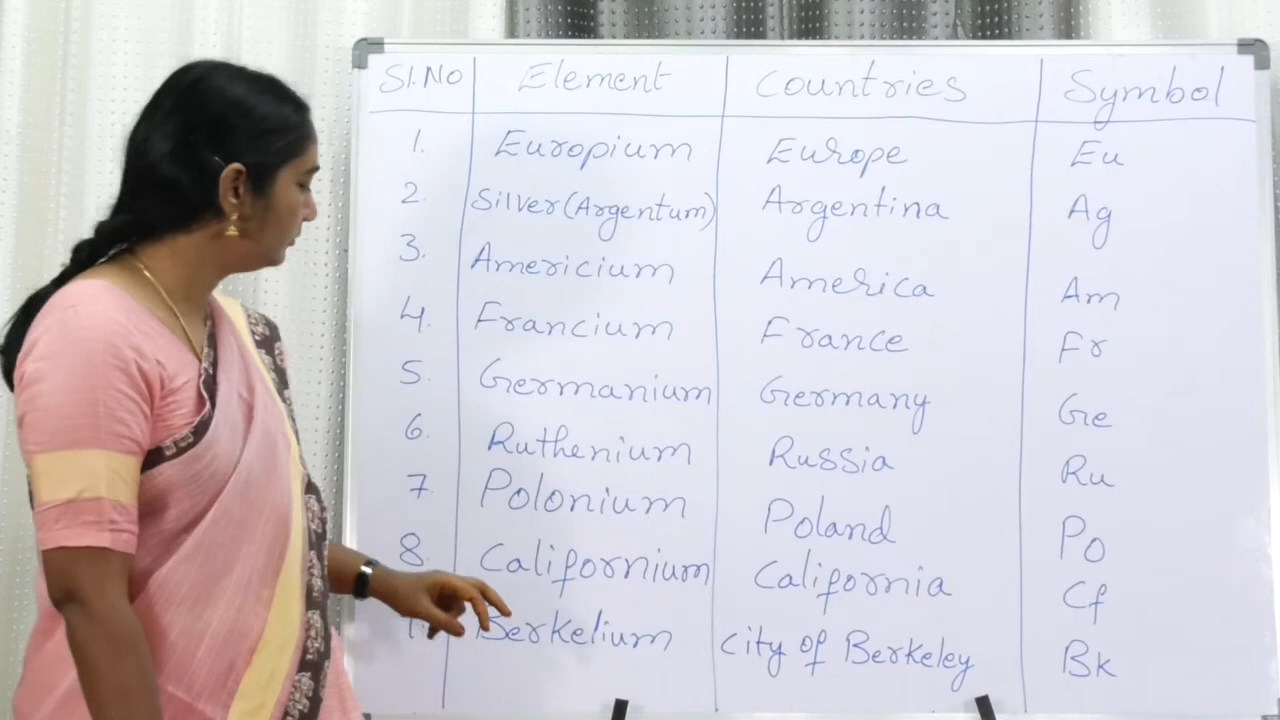 Sl.No Element Countries Symbol
1. Europium Europe Eu
2. Silver(Argentum) Argentina Ag
3. Americium America Am
4. Francium France Fr
5. Germanium Germany Ge
6. Ruthenium Russia Ru
7 Polonium Poland Po
8. Californium California Cf
Berkelium City of Berkeley Bk